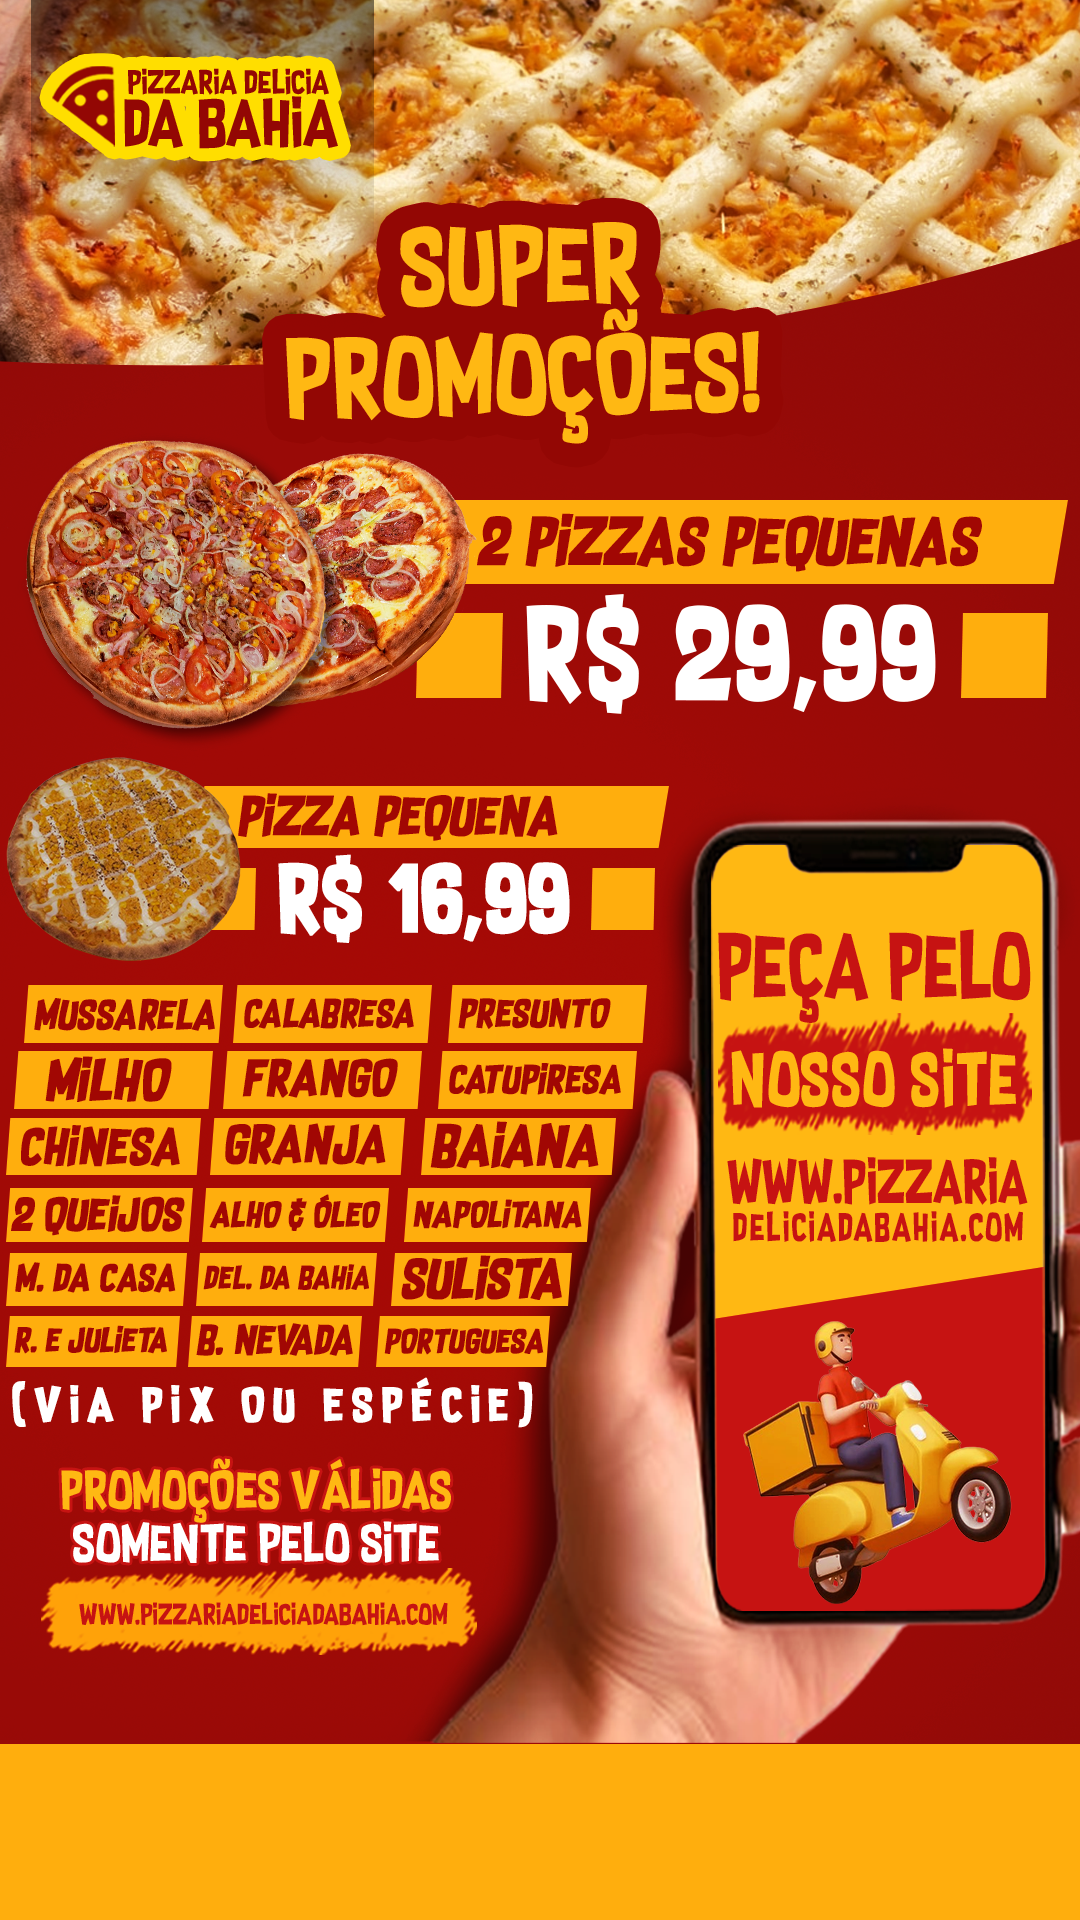 PIZZARIA DELICIA
DA BAHIA
SUPER
PROMOÇÕES!
2 PIZZAS PEQUENAS
R$ 29,99
PIZZA PEQUENA
R$ 16,99
MUSSARELA CALABRESA PRESUNTO
MILHO FRANGO CATUPIRESA
CHINESA GRANJA BAIANA
2 QUEIJOS ALHO & ÓLEO NAPOLITANA
M. DA CASA DEL. DA BAHIA SULISTA
R. E JULIETA B. NEVADA PORTUGUESA
(VIA PIX OU ESPÉCIE)
PROMOÇÕES VÁLIDAS
SOMENTE PELO SITE
WWW.PIZZARIADELICIADABAHIA.COM
PEÇA PELO
NOSSO SITE
WWW.PIZZARIA
DELICIADABAHIA.COM